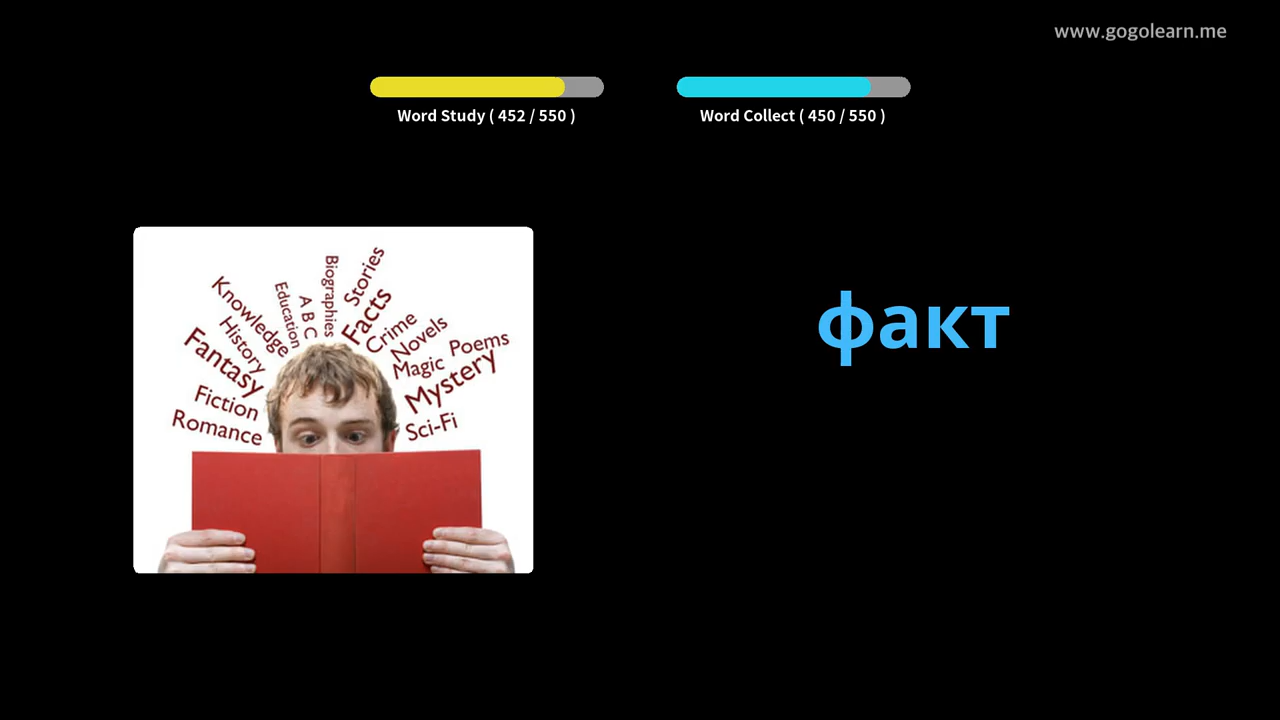 www.gogolearn.me
Word Study ( 452 / 550 )
Word Collect ( 450 / 550 )
факт
Knowledge
Education
A B C
Biographies
Stories
Facts
Crime
Novels
Poems
History
Fantasy
Magic
Mystery
Fiction
Romance
Sci-Fi